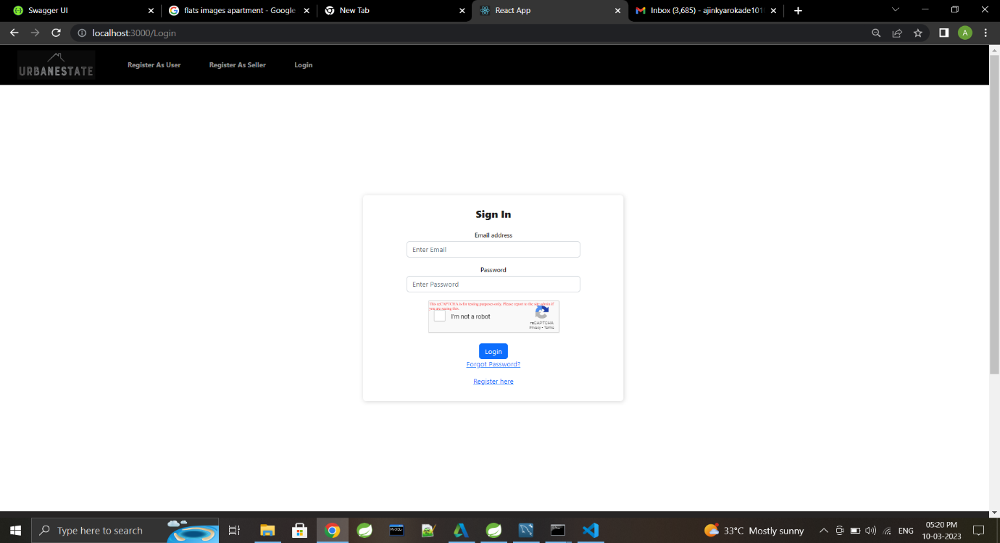 Swagger UI
flats images apartment - Google
New Tab
React App
Inbox (3,685) - ajinkyarokade101
localhost:3000/Login
A
URBANESTATE
Register As User
Register As Seller
Login
Sign In
Email address
Enter Email
Password
Enter Password
This reCAPTCHA is for testing purposes only. Please report to the site admin if
you are seeing this.
I'm not a robot
reCAPTCHA
Privacy - Terms
Login
Forgot Password?
Register here
Type here to search
MySQL
33°C Mostly sunny
ENG
05:20 PM
10-03-2023